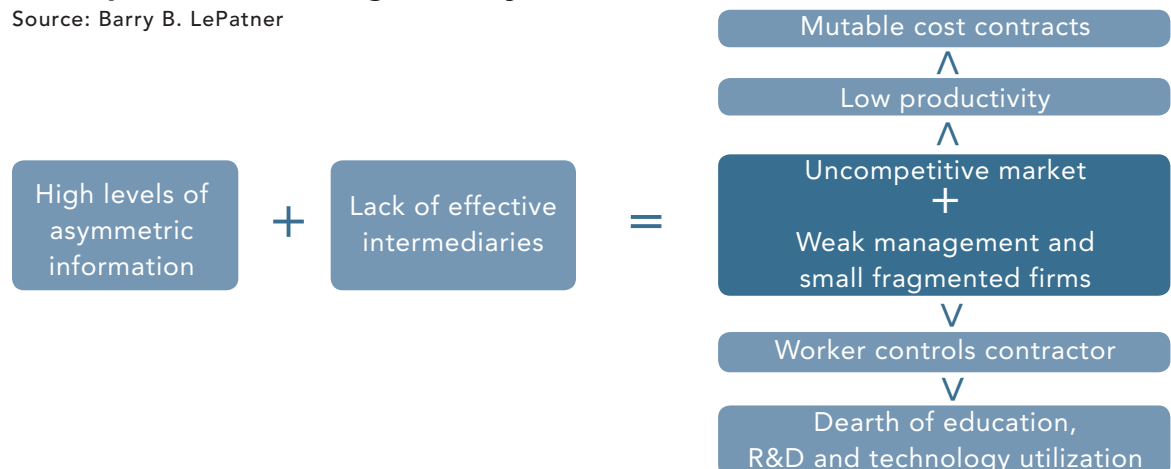 Source: Barry B. LePatner
High levels of
asymmetric
information
+
Lack of effective
intermediaries
=
Mutable cost contracts
Low productivity
Uncompetitive market
+
Weak management and
small fragmented firms
Worker controls contractor
Dearth of education,
R&D and technology utilization